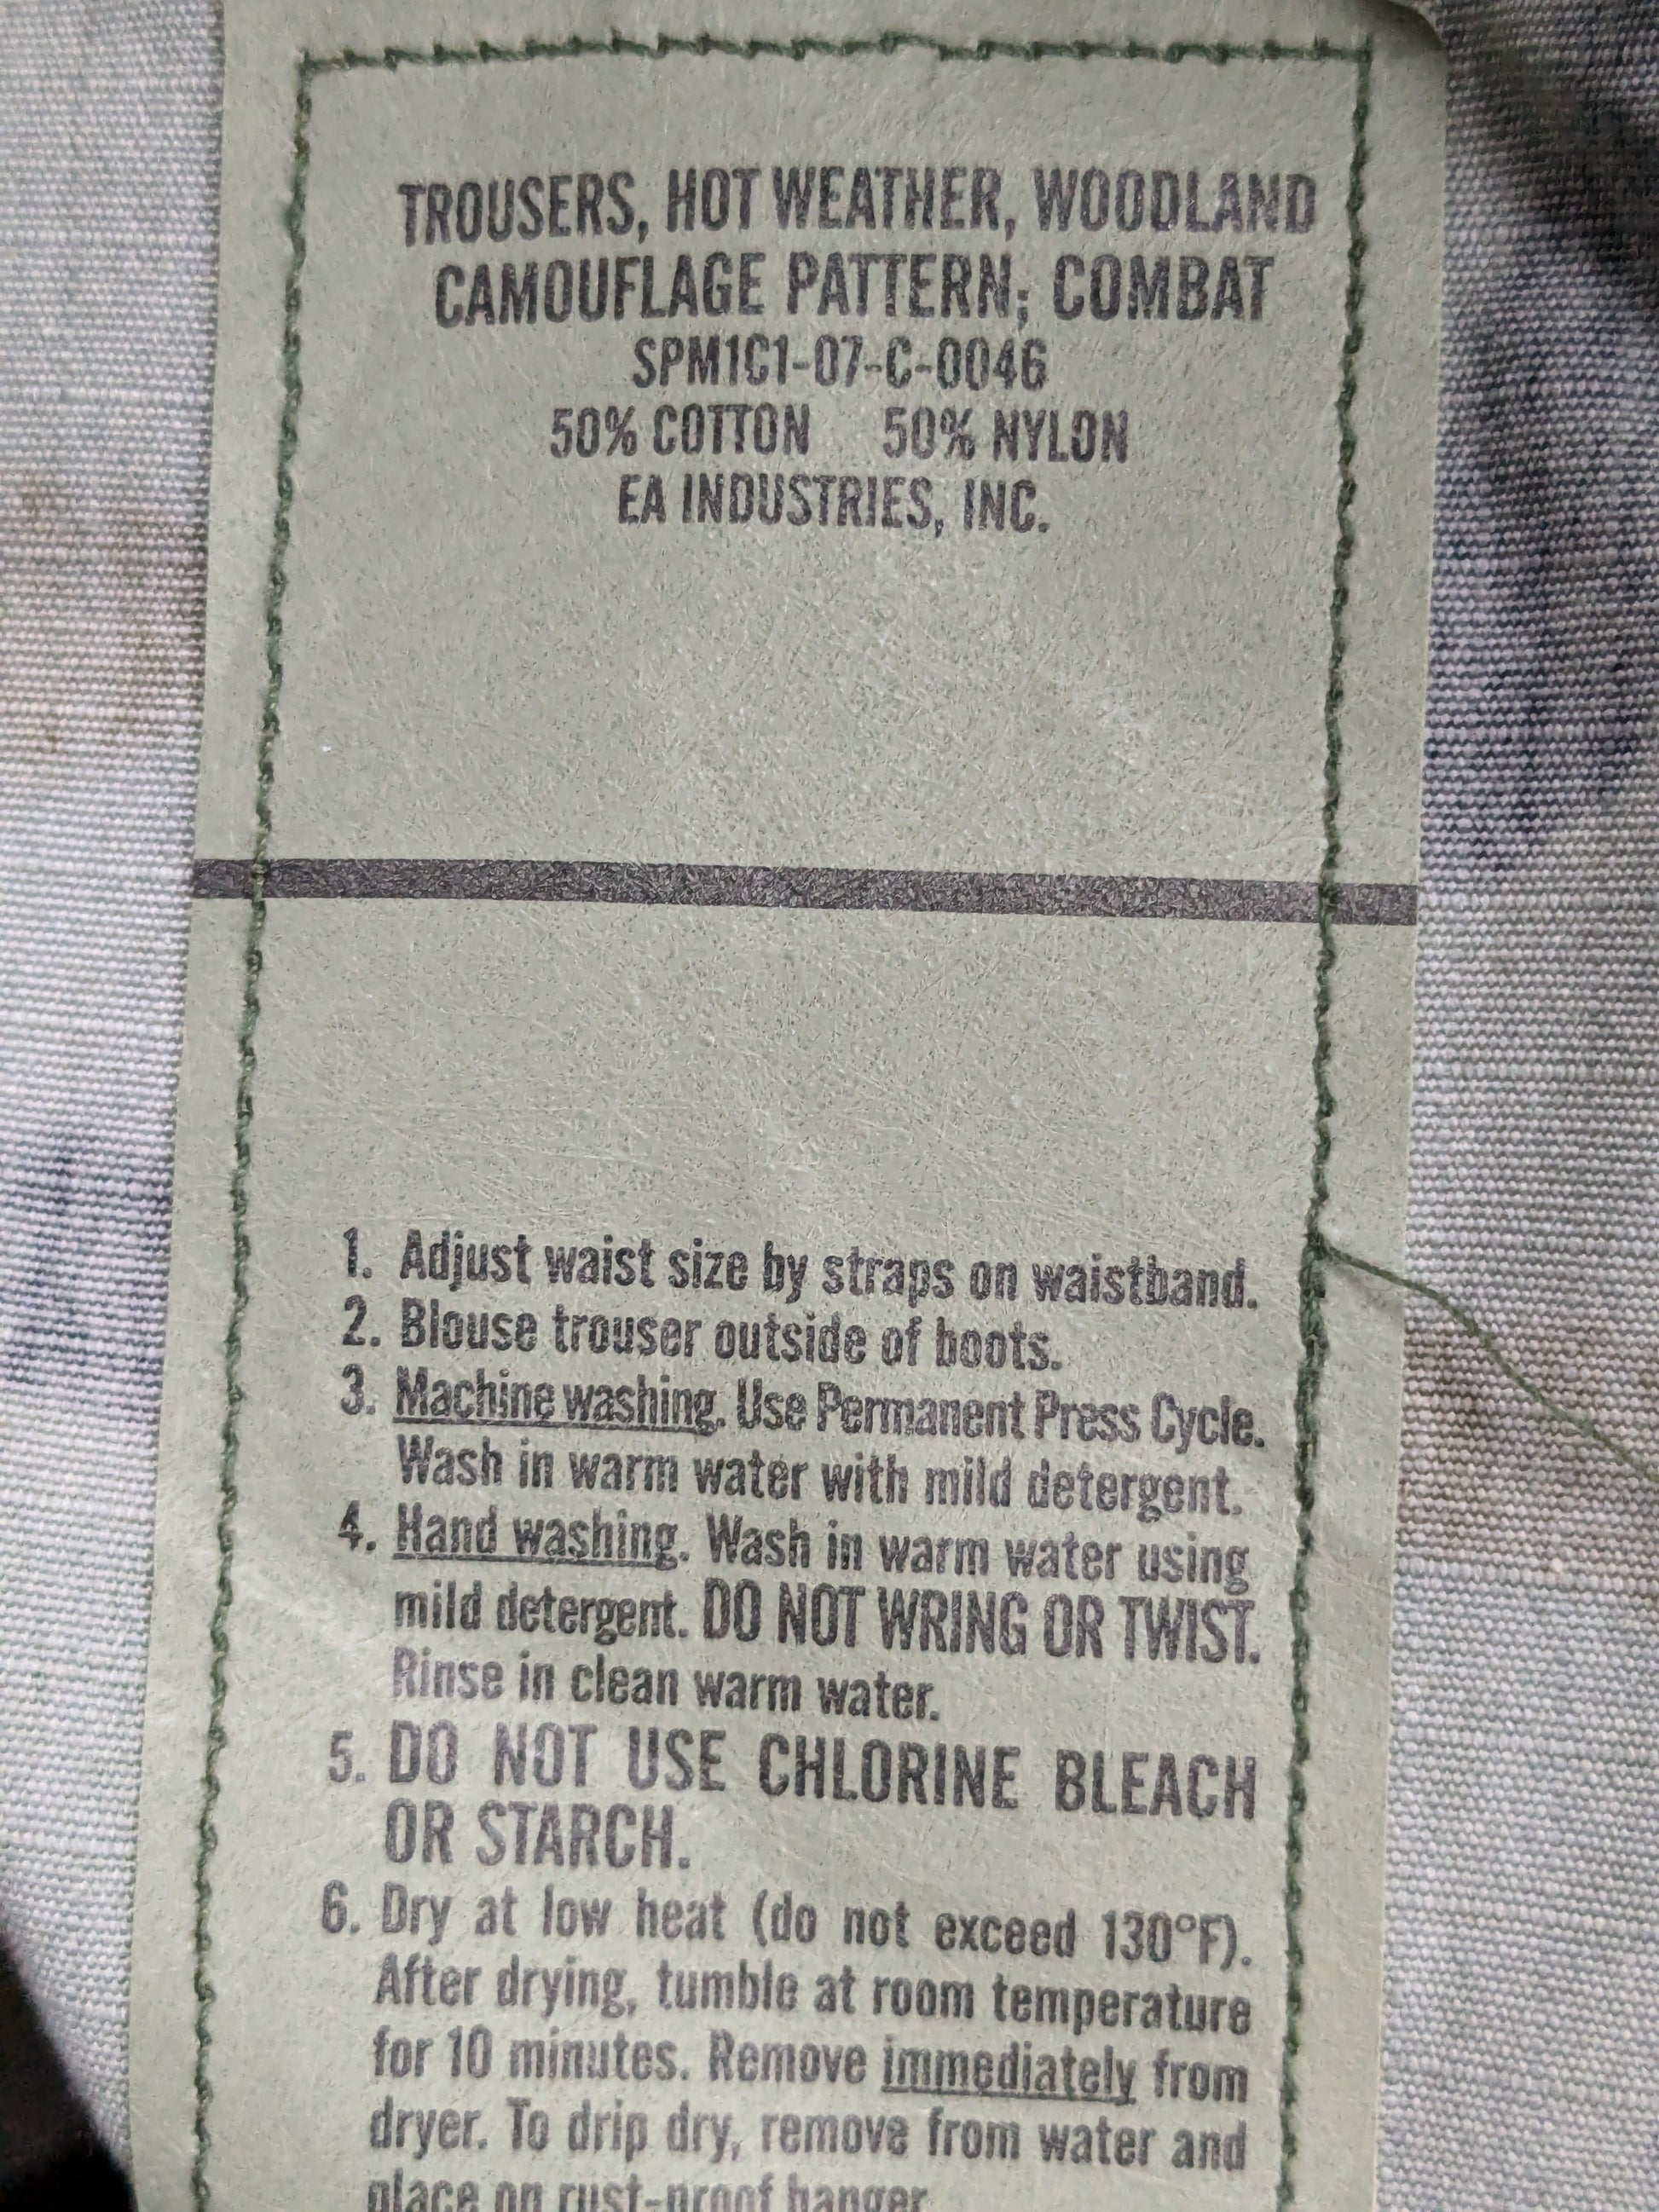 TROUSERS, HOT WEATHER, WOODLAND
CAMOUFLAGE PATTERN; COMBAT
SPM1C1-07-C-0046
50% COTTON 50% NYLON
EA INDUSTRIES, INC.
1. Adjust waist size by straps on waistband.
2. Blouse trouser outside of boots.
3. Machine washing. Use Permanent Press Cycle.
Wash in warm water with mild detergent.
4. Hand washing. Wash in warm water using
mild detergent. DO NOT WRING OR TWIST.
Rinse in clean warm water.
5. DO NOT USE CHLORINE BLEACH
OR STARCH.
6. Dry at low heat (do not exceed 130°F).
After drying, tumble at room temperature
for 10 minutes. Remove immediately from
dryer. To drip dry, remove from water and
place on rust-proof hanger